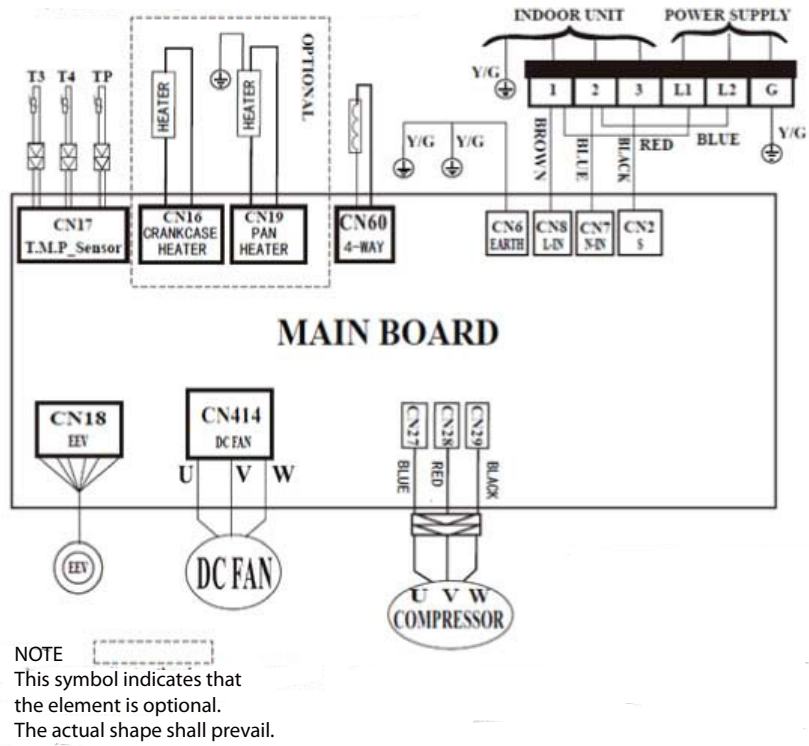 INDOOR UNIT POWER SUPPLY
T3 T4 TP
OPTIONAL
HEATER
HEATER
Y/G
1 2 3 L1 L2 G
Y/G Y/G
BROWN
BLUE
BLACK
RED
BLUE
Y/G
CN17
T.M.P_Sensor
CN16
CRANKCASE
HEATER
CN19
PAN
HEATER
CN60
4-WAY
CN6
EARTH
CN8
L-IN
CN7
N-IN
CN2
S
MAIN BOARD
CN18
EEV
CN414
DC FAN
U V W
CN27
CN28
CN29
BLUE
RED
BLACK
EEV
DC FAN
U V W
COMPRESSOR
NOTE
This symbol indicates that
the element is optional.
The actual shape shall prevail.